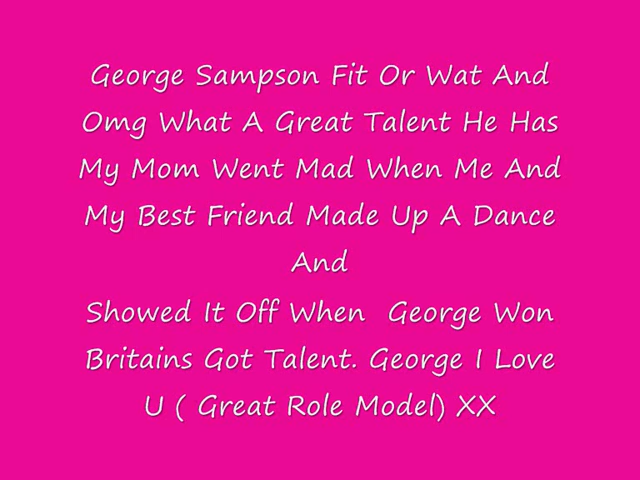 George Sampson Fit Or Wat And
Omg What A Great Talent He Has
My Mom Went Mad When Me And
My Best Friend Made Up A Dance
And
Showed It Off When  George Won
Britains Got Talent. George I Love
U ( Great Role Model) XX